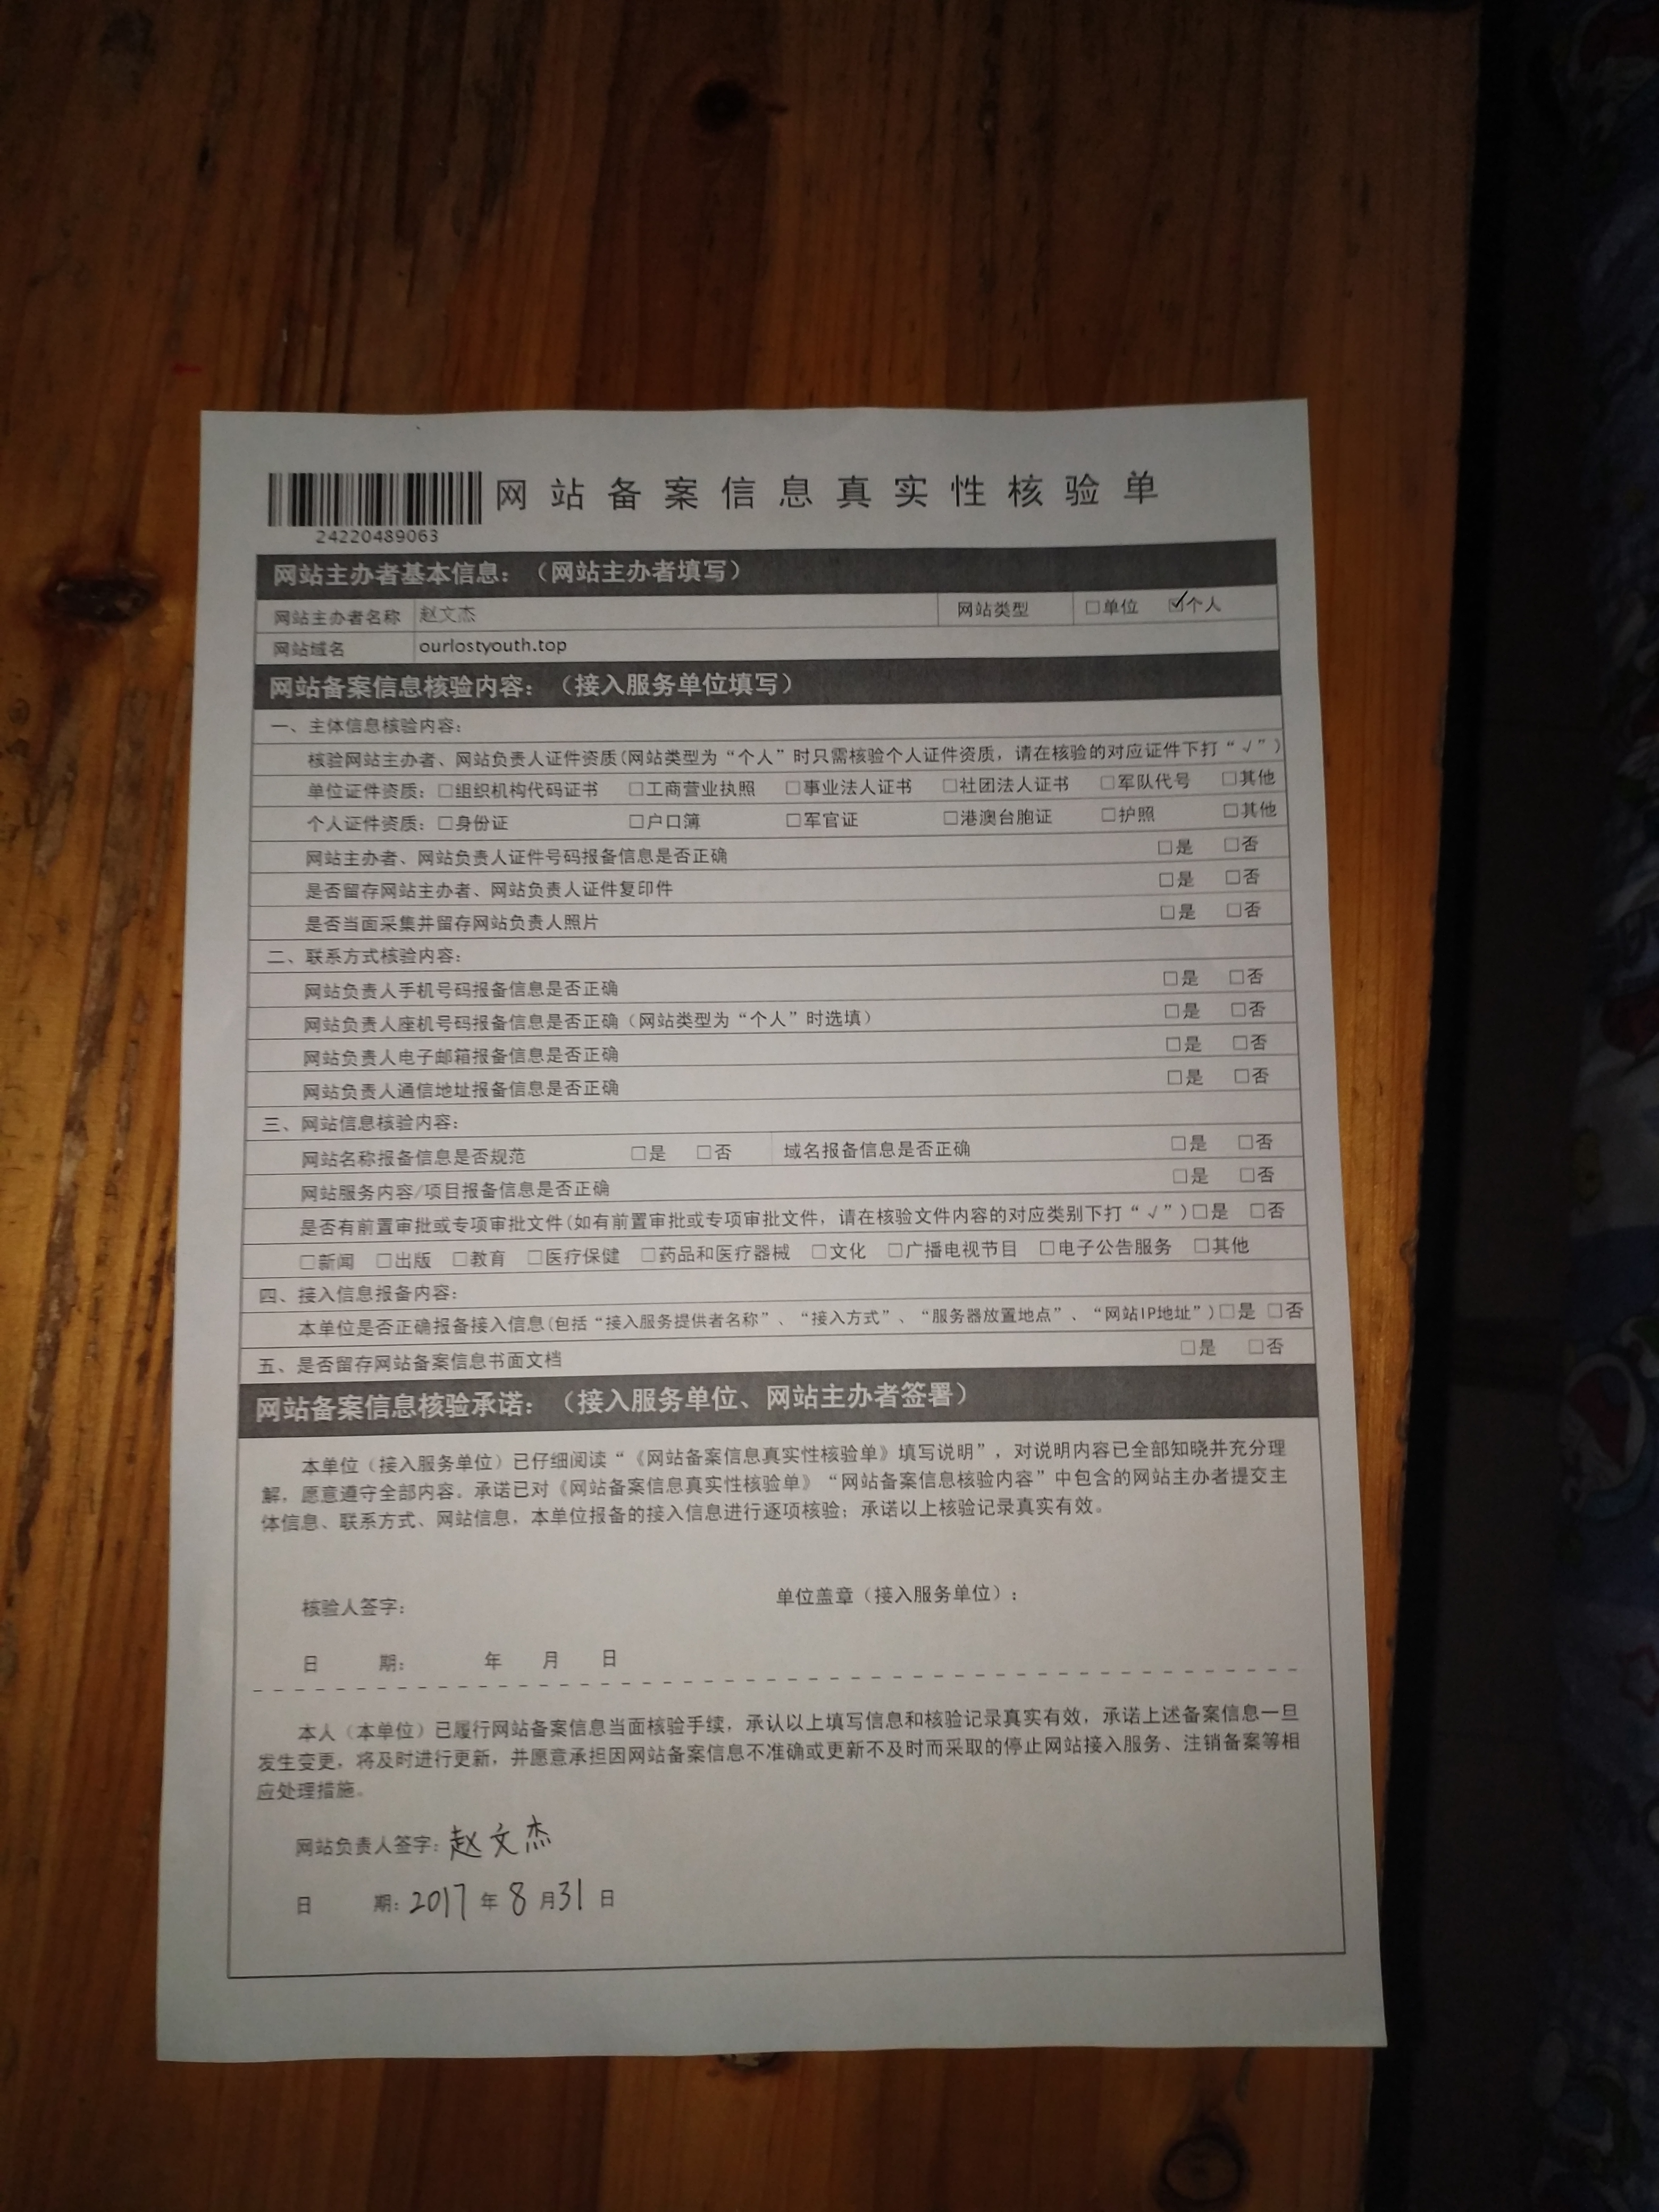 网站备案信息真实性核验单
24220489063
网站主办者基本信息：（网站主办者填写）
网站主办者名称 赵文杰 网站类型 □单位 ☑个人
网站域名 ourlostyouth.top
网站备案信息核验内容：（接入服务单位填写）
一、主体信息核验内容：
核验网站主办者、网站负责人证件资质(网站类型为“个人”时只需核验个人证件资质，请在核验的对应证件下打“√”)
单位证件资质：□组织机构代码证书 □工商营业执照 □事业法人证书 □社团法人证书 □军队代号 □其他
个人证件资质：□身份证 □户口簿 □军官证 □港澳台胞证 □护照 □其他
网站主办者、网站负责人证件号码报备信息是否正确 □是 □否
是否留存网站主办者、网站负责人证件复印件 □是 □否
是否当面采集并留存网站负责人照片 □是 □否
二、联系方式核验内容：
网站负责人手机号码报备信息是否正确 □是 □否
网站负责人座机号码报备信息是否正确（网站类型为“个人”时选填） □是 □否
网站负责人电子邮箱报备信息是否正确 □是 □否
网站负责人通信地址报备信息是否正确 □是 □否
三、网站信息核验内容：
网站名称报备信息是否规范 □是 □否 域名报备信息是否正确 □是 □否
网站服务内容/项目报备信息是否正确 □是 □否
是否有前置审批或专项审批文件(如有前置审批或专项审批文件，请在核验文件内容的对应类别下打“√”)□是 □否
□新闻 □出版 □教育 □医疗保健 □药品和医疗器械 □文化 □广播电视节目 □电子公告服务 □其他
四、接入信息报备内容：
本单位是否正确报备接入信息(包括“接入服务提供者名称”、“接入方式”、“服务器放置地点”、“网站IP地址”)□是 □否
五、是否留存网站备案信息书面文档 □是 □否
网站备案信息核验承诺：（接入服务单位、网站主办者签署）
本单位（接入服务单位）已仔细阅读“《网站备案信息真实性核验单》填写说明”，对说明内容已全部知晓并充分理
解，愿意遵守全部内容。承诺已对《网站备案信息真实性核验单》“网站备案信息核验内容”中包含的网站主办者提交主
体信息、联系方式、网站信息，本单位报备的接入信息进行逐项核验；承诺以上核验记录真实有效。
核验人签字： 单位盖章（接入服务单位）：
日 期： 年 月 日
本人（本单位）已履行网站备案信息当面核验手续，承认以上填写信息和核验记录真实有效，承诺上述备案信息一旦
发生变更，将及时进行更新，并愿意承担因网站备案信息不准确或更新不及时而采取的停止网站接入服务、注销备案等相
应处理措施。
网站负责人签字：赵文杰
日 期：2017年8月31日